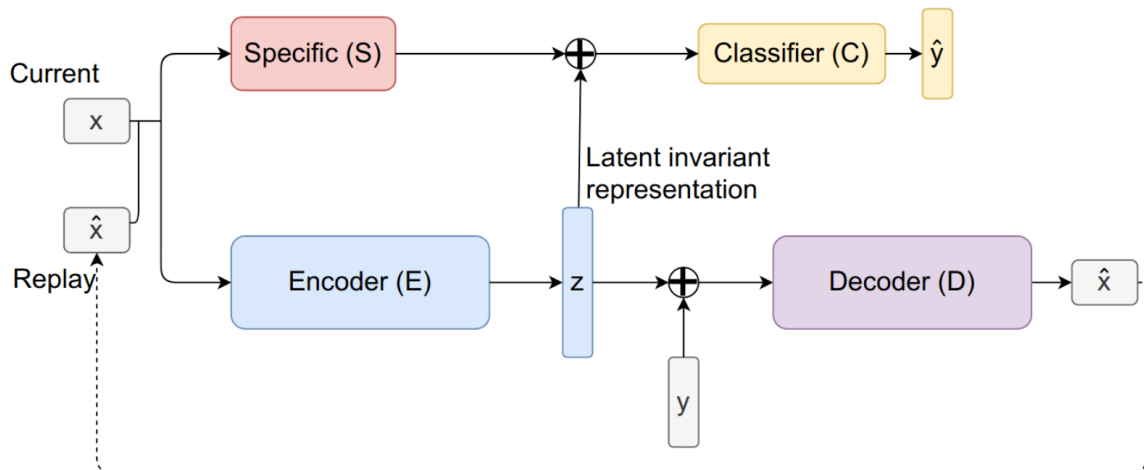 Specific (S)
Classifier (C)
ŷ
Current
x
Latent invariant
representation
x̂
Replay
Encoder (E)
z
Decoder (D)
x̂
y